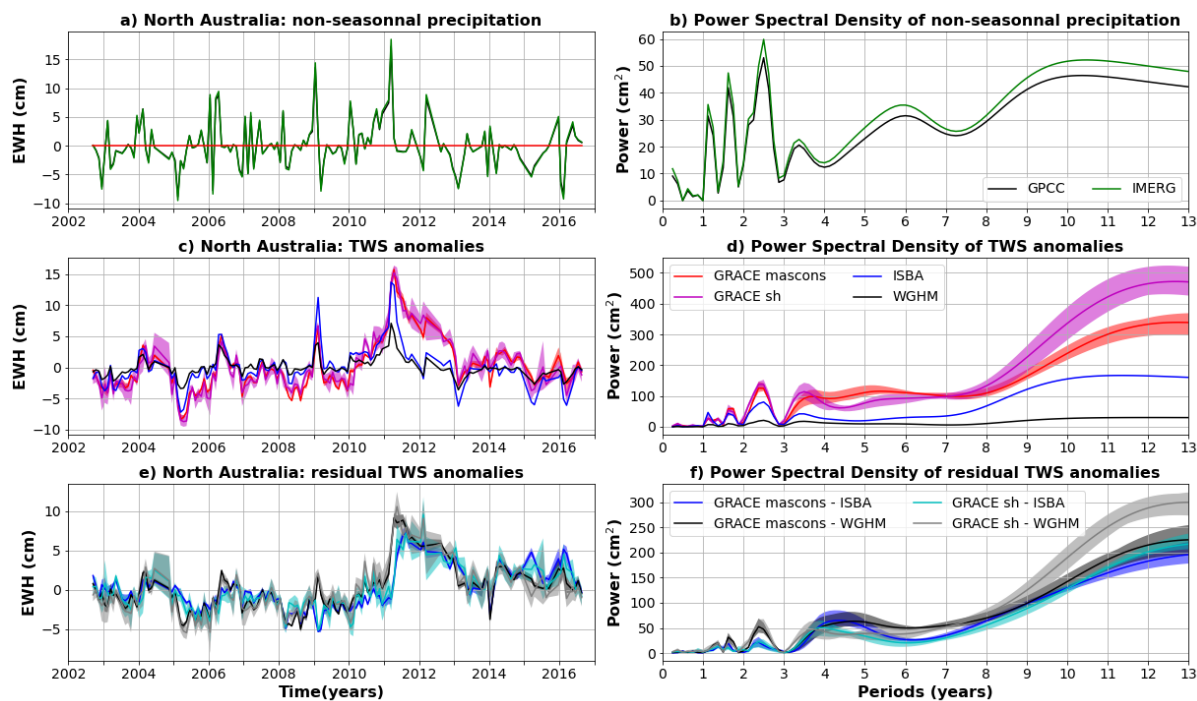 a) North Australia: non-seasonnal precipitation
EWH (cm)
15
10
5
0
−5
−10
2002 2004 2006 2008 2010 2012 2014 2016
b) Power Spectral Density of non-seasonnal precipitation
Power (cm²)
60
50
40
30
20
10
0
GPCC IMERG
0 1 2 3 4 5 6 7 8 9 10 11 12 13
c) North Australia: TWS anomalies
EWH (cm)
15
10
5
0
−5
−10
2002 2004 2006 2008 2010 2012 2014 2016
d) Power Spectral Density of TWS anomalies
Power (cm²)
500
400
300
200
100
0
GRACE mascons ISBA
GRACE sh WGHM
0 1 2 3 4 5 6 7 8 9 10 11 12 13
e) North Australia: residual TWS anomalies
EWH (cm)
10
5
0
−5
2002 2004 2006 2008 2010 2012 2014 2016
Time(years)
f) Power Spectral Density of residual TWS anomalies
Power (cm²)
300
250
200
150
100
50
0
GRACE mascons - ISBA GRACE sh - ISBA
GRACE mascons - WGHM GRACE sh - WGHM
0 1 2 3 4 5 6 7 8 9 10 11 12 13
Periods (years)